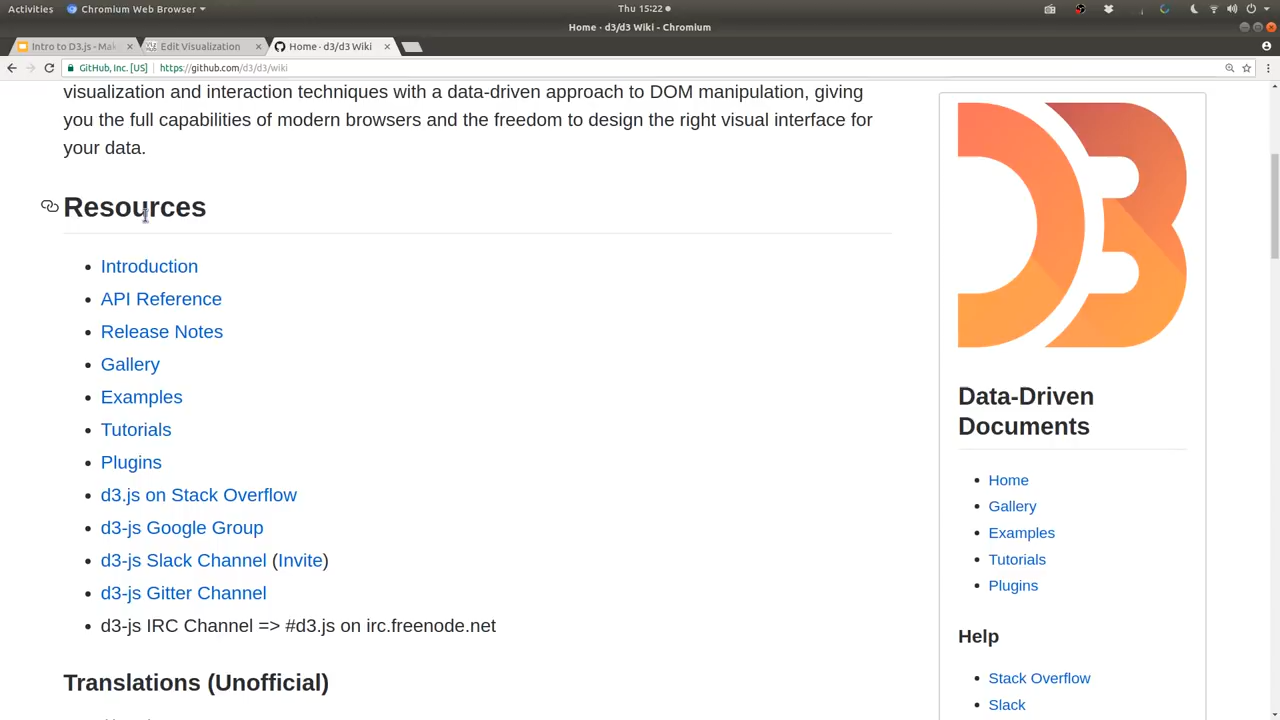 Activities
Chromium Web Browser
Thu 15:22
Home · d3/d3 Wiki - Chromium
Intro to D3.js - Mak
Edit Visualization
Home · d3/d3 Wiki
GitHub, Inc. [US]
https://github.com/d3/d3/wiki
visualization and interaction techniques with a data-driven approach to DOM manipulation, giving
you the full capabilities of modern browsers and the freedom to design the right visual interface for
your data.
Resources
Introduction
API Reference
Release Notes
Gallery
Examples
Tutorials
Plugins
d3.js on Stack Overflow
d3-js Google Group
d3-js Slack Channel (Invite)
d3-js Gitter Channel
d3-js IRC Channel => #d3.js on irc.freenode.net
Translations (Unofficial)
D3
Data-Driven
Documents
Home
Gallery
Examples
Tutorials
Plugins
Help
Stack Overflow
Slack